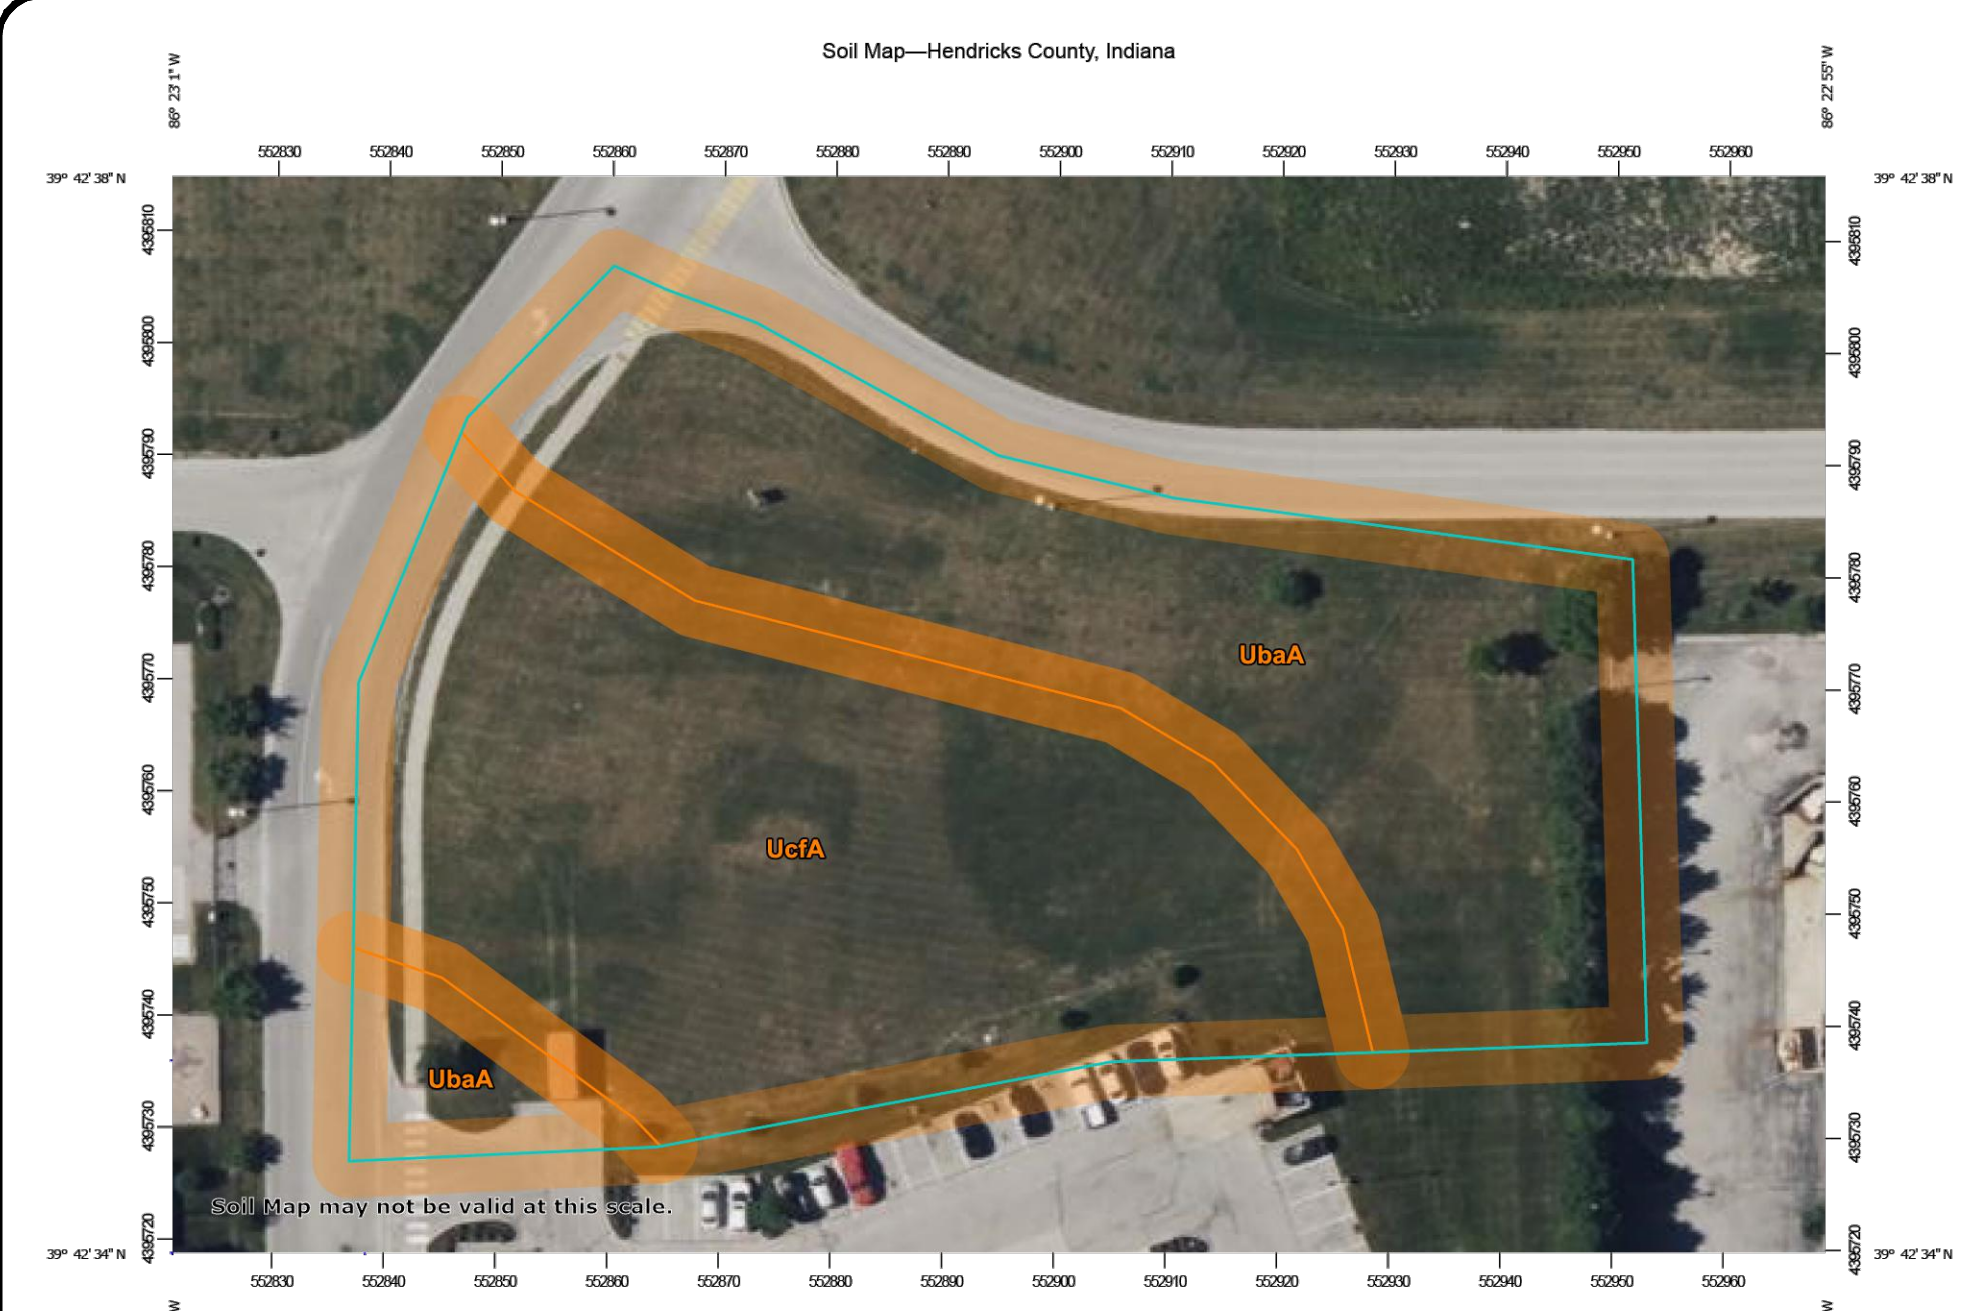 Soil Map—Hendricks County, Indiana
86° 23' 1" W
86° 22' 55" W
552830 552840 552850 552860 552870 552880 552890 552900 552910 552920 552930 552940 552950 552960
39° 42' 38" N
39° 42' 38" N
4395810
4395810
4395800
4395800
4395790
4395790
4395780
4395780
UbaA
4395770
4395770
4395760
4395760
UcfA
4395750
4395750
4395740
4395740
UbaA
4395730
4395730
Soil Map may not be valid at this scale.
4395720
4395720
39° 42' 34" N
39° 42' 34" N
552830 552840 552850 552860 552870 552880 552890 552900 552910 552920 552930 552940 552950 552960
W
W